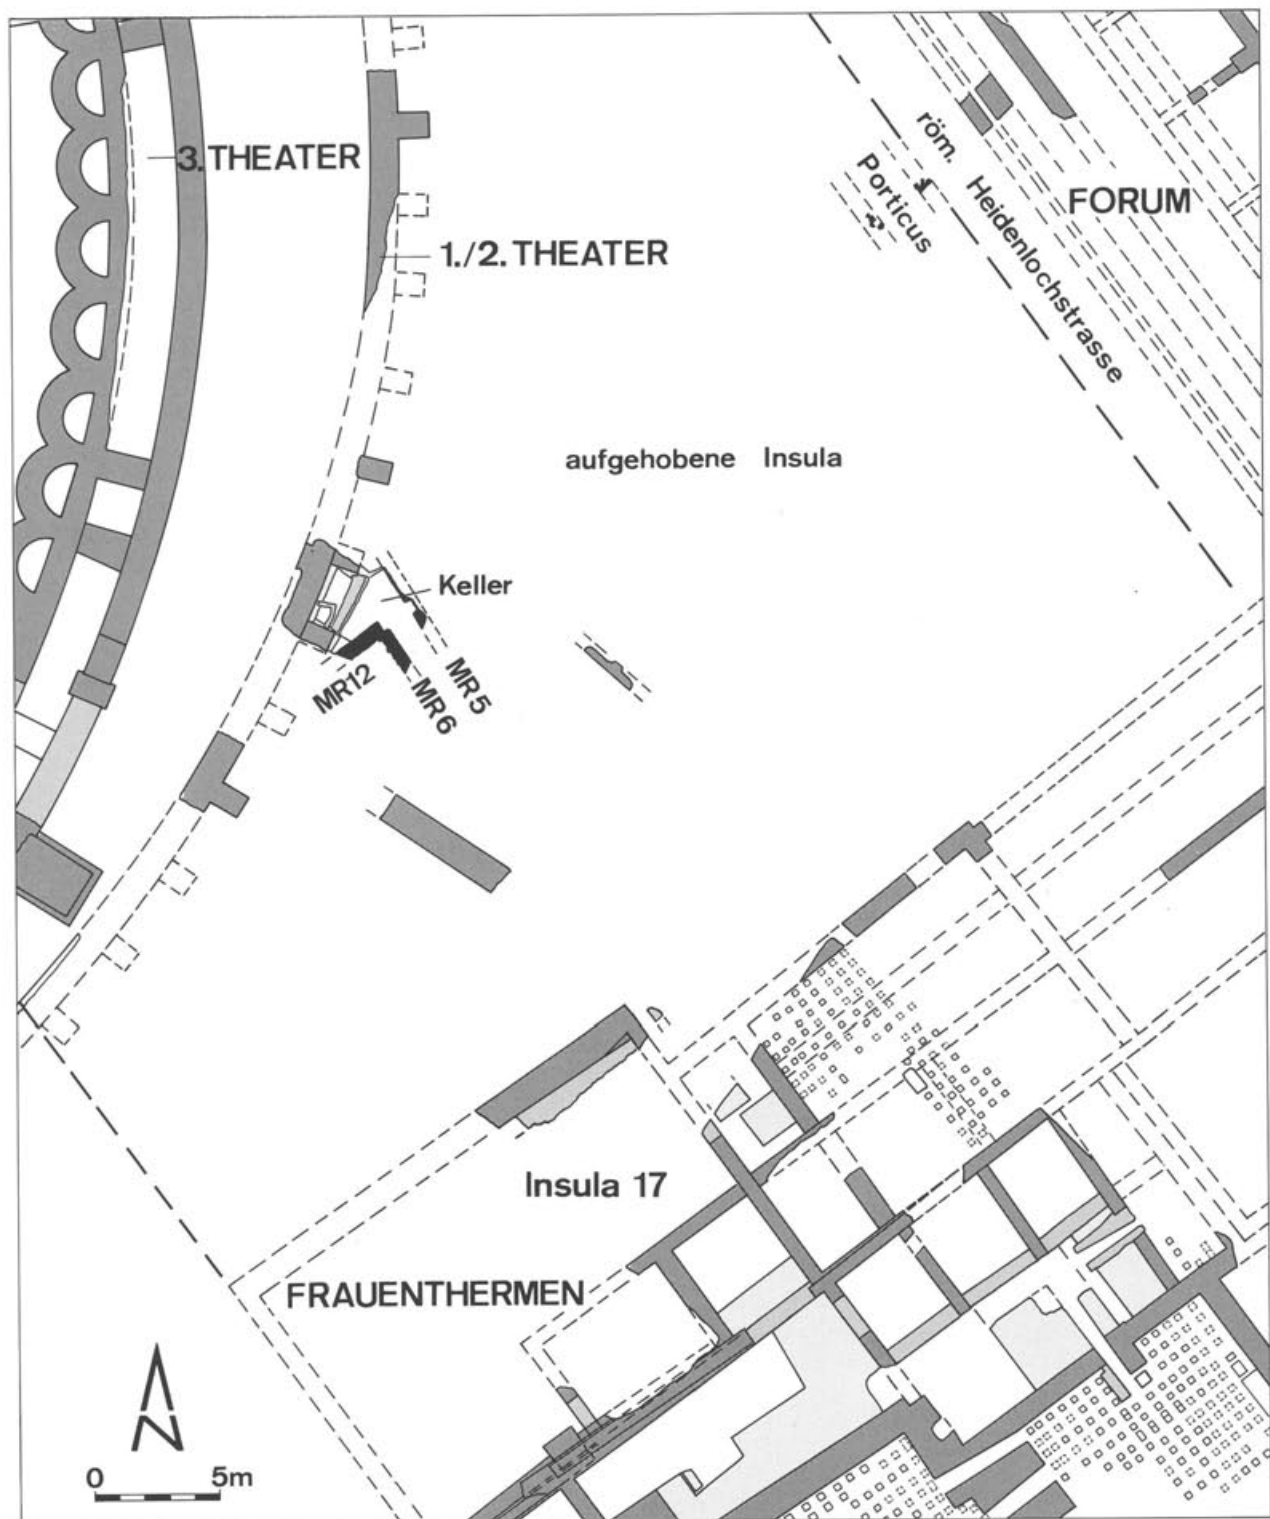 3. THEATER
1./2. THEATER
röm. Heidenlochstrasse
Porticus
FORUM
aufgehobene Insula
Keller
MR12
MR6
MR5
Insula 17
FRAUENTHERMEN
N
0 5m